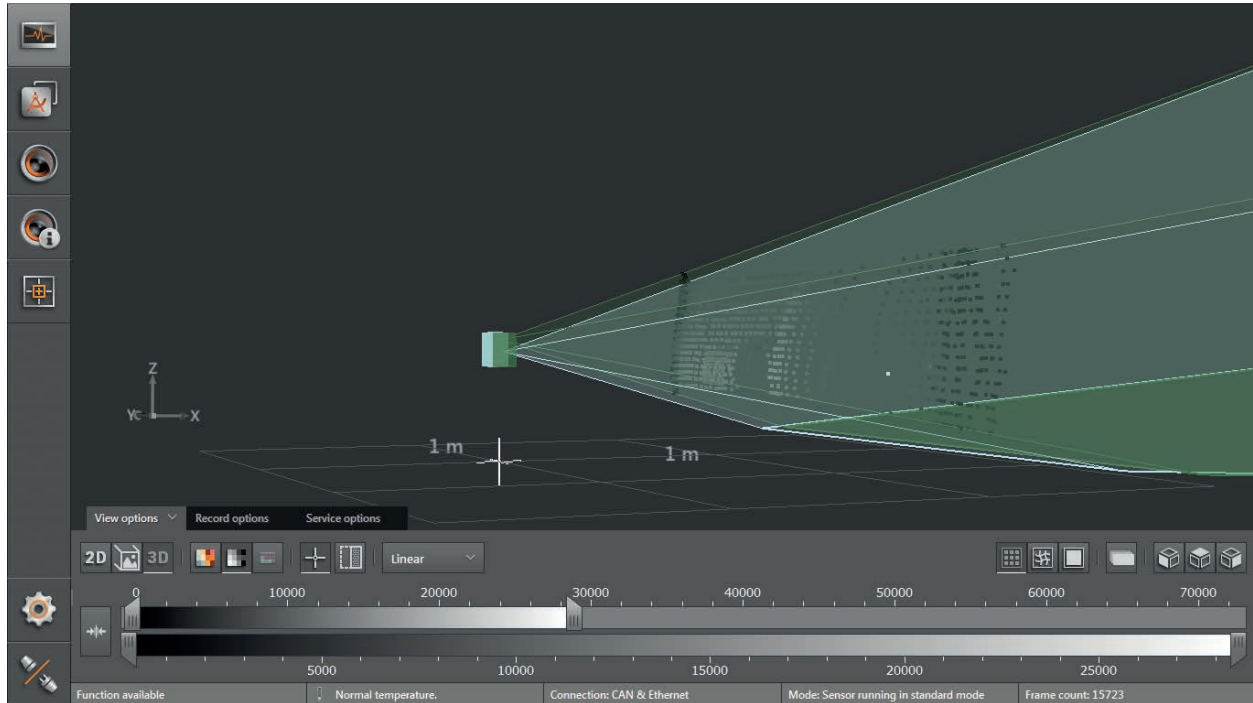 Z
Y
X
1 m
1 m
View options
Record options
Service options
2D
3D
Linear
0 10000 20000 30000 40000 50000 60000 70000
5000 10000 15000 20000 25000
Function available
Normal temperature.
Connection: CAN & Ethernet
Mode: Sensor running in standard mode
Frame count: 15723